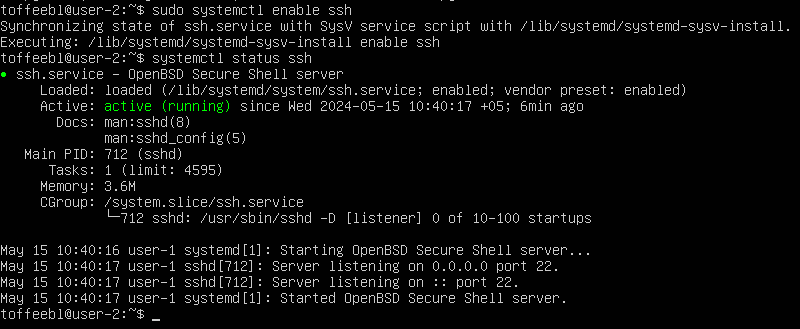 toffeebl@user-2:~$ sudo systemctl enable ssh
Synchronizing state of ssh.service with SysV service script with /lib/systemd/systemd-sysv-install.
Executing: /lib/systemd/systemd-sysv-install enable ssh
toffeebl@user-2:~$ systemctl status ssh
● ssh.service - OpenBSD Secure Shell server
     Loaded: loaded (/lib/systemd/system/ssh.service; enabled; vendor preset: enabled)
     Active: active (running) since Wed 2024-05-15 10:40:17 +05; 6min ago
       Docs: man:sshd(8)
             man:sshd_config(5)
   Main PID: 712 (sshd)
      Tasks: 1 (limit: 4595)
     Memory: 3.6M
     CGroup: /system.slice/ssh.service
             └─712 sshd: /usr/sbin/sshd -D [listener] 0 of 10-100 startups

May 15 10:40:16 user-1 systemd[1]: Starting OpenBSD Secure Shell server...
May 15 10:40:17 user-1 sshd[712]: Server listening on 0.0.0.0 port 22.
May 15 10:40:17 user-1 sshd[712]: Server listening on :: port 22.
May 15 10:40:17 user-1 systemd[1]: Started OpenBSD Secure Shell server.
toffeebl@user-2:~$ _